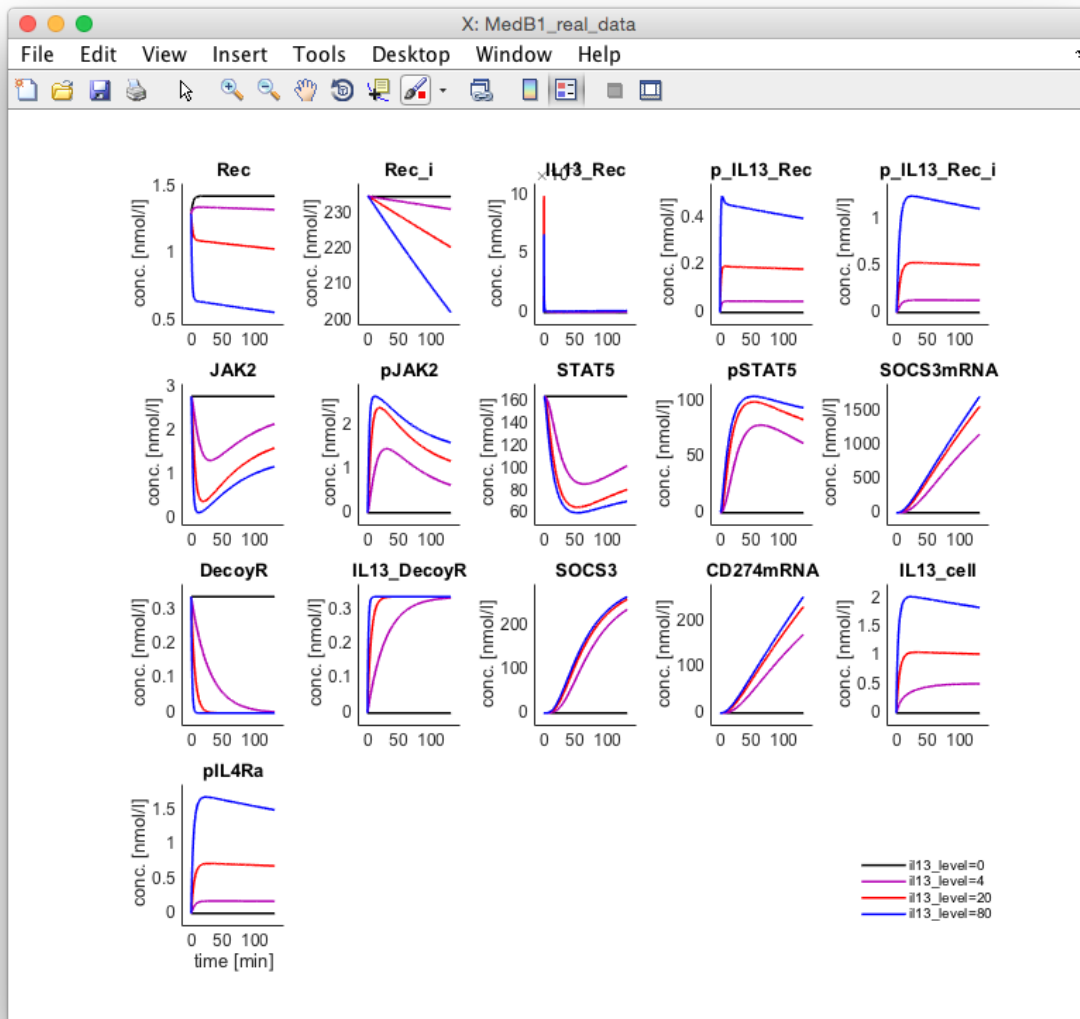 X: MedB1_real_data
File Edit View Insert Tools Desktop Window Help
Rec Rec_i IL13_Rec p_IL13_Rec p_IL13_Rec_i
conc. [nmol/l] 1.5 1 0.5
conc. [nmol/l] 230 220 210 200
conc. [nmol/l] 10 5 0
conc. [nmol/l] 0.4 0.2 0
conc. [nmol/l] 1 0.5 0
0 50 100 0 50 100 0 50 100 0 50 100 0 50 100
JAK2 pJAK2 STAT5 pSTAT5 SOCS3mRNA
conc. [nmol/l] 3 2 1 0
conc. [nmol/l] 2 1 0
conc. [nmol/l] 160 140 120 100 80 60
conc. [nmol/l] 100 50 0
conc. [nmol/l] 1500 1000 500 0
0 50 100 0 50 100 0 50 100 0 50 100 0 50 100
DecoyR IL13_DecoyR SOCS3 CD274mRNA IL13_cell
conc. [nmol/l] 0.3 0.2 0.1 0
conc. [nmol/l] 0.3 0.2 0.1 0
conc. [nmol/l] 200 100 0
conc. [nmol/l] 200 100 0
conc. [nmol/l] 2 1.5 1 0.5 0
0 50 100 0 50 100 0 50 100 0 50 100 0 50 100
pIL4Ra
conc. [nmol/l] 1.5 1 0.5 0
0 50 100
time [min]
il13_level=0
il13_level=4
il13_level=20
il13_level=80